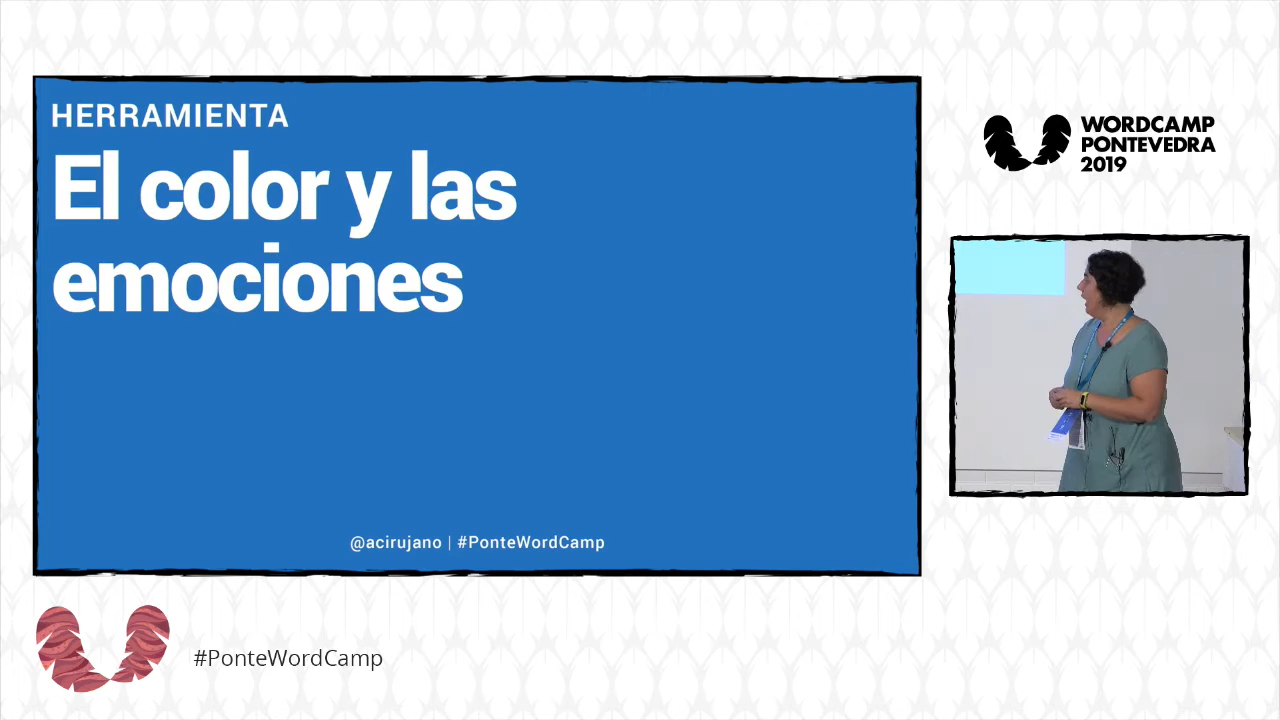 HERRAMIENTA
El color y las
emociones
@acirujano | #PonteWordCamp
WORDCAMP
PONTEVEDRA
2019
#PonteWordCamp